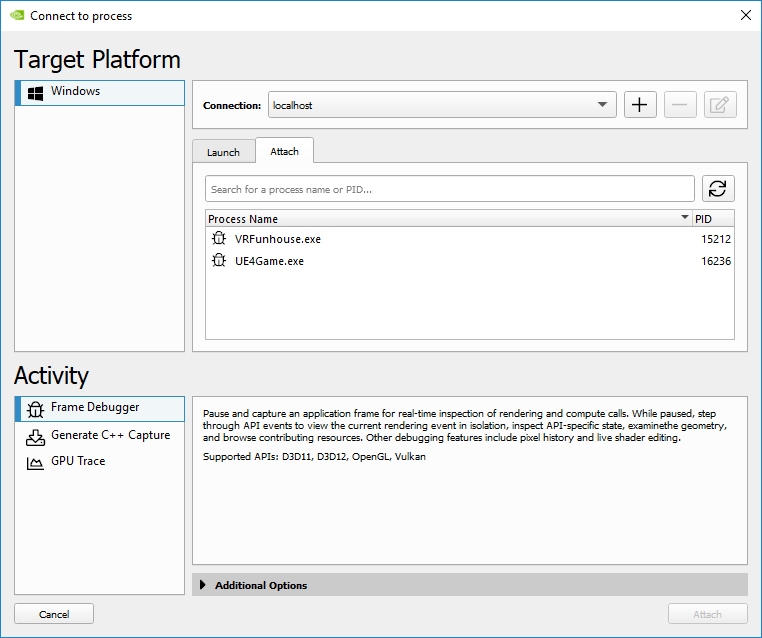 Connect to process
Target Platform
Windows
Connection: localhost
Launch Attach
Search for a process name or PID...
Process Name PID
VRFunhouse.exe 15212
UE4Game.exe 16236
Activity
Frame Debugger
Generate C++ Capture
GPU Trace
Pause and capture an application frame for real-time inspection of rendering and compute calls. While paused, step
through API events to view the current rendering event in isolation, inspect API-specific state, examinethe geometry,
and browse contributing resources. Other debugging features include pixel history and live shader editing.
Supported APIs: D3D11, D3D12, OpenGL, Vulkan
Additional Options
Cancel Attach